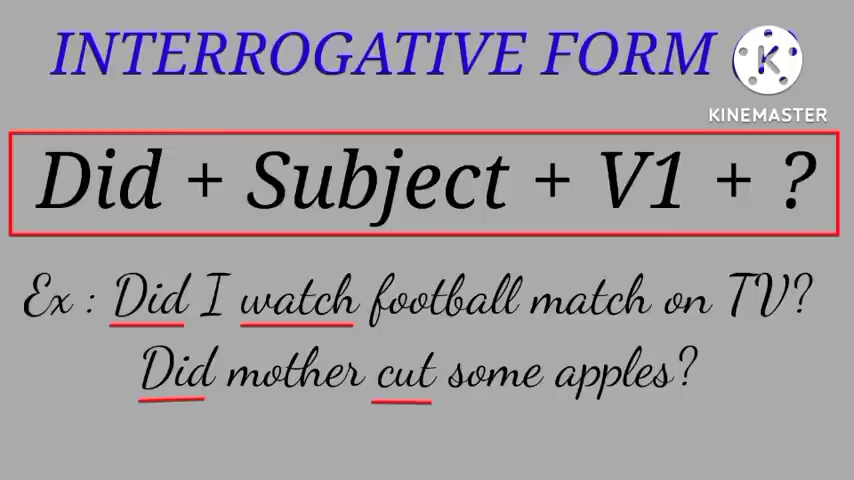 INTERROGATIVE FORM
K
KINEMASTER
Did + Subject + V1 + ?
Ex : Did I watch football match on TV?
Did mother cut some apples?